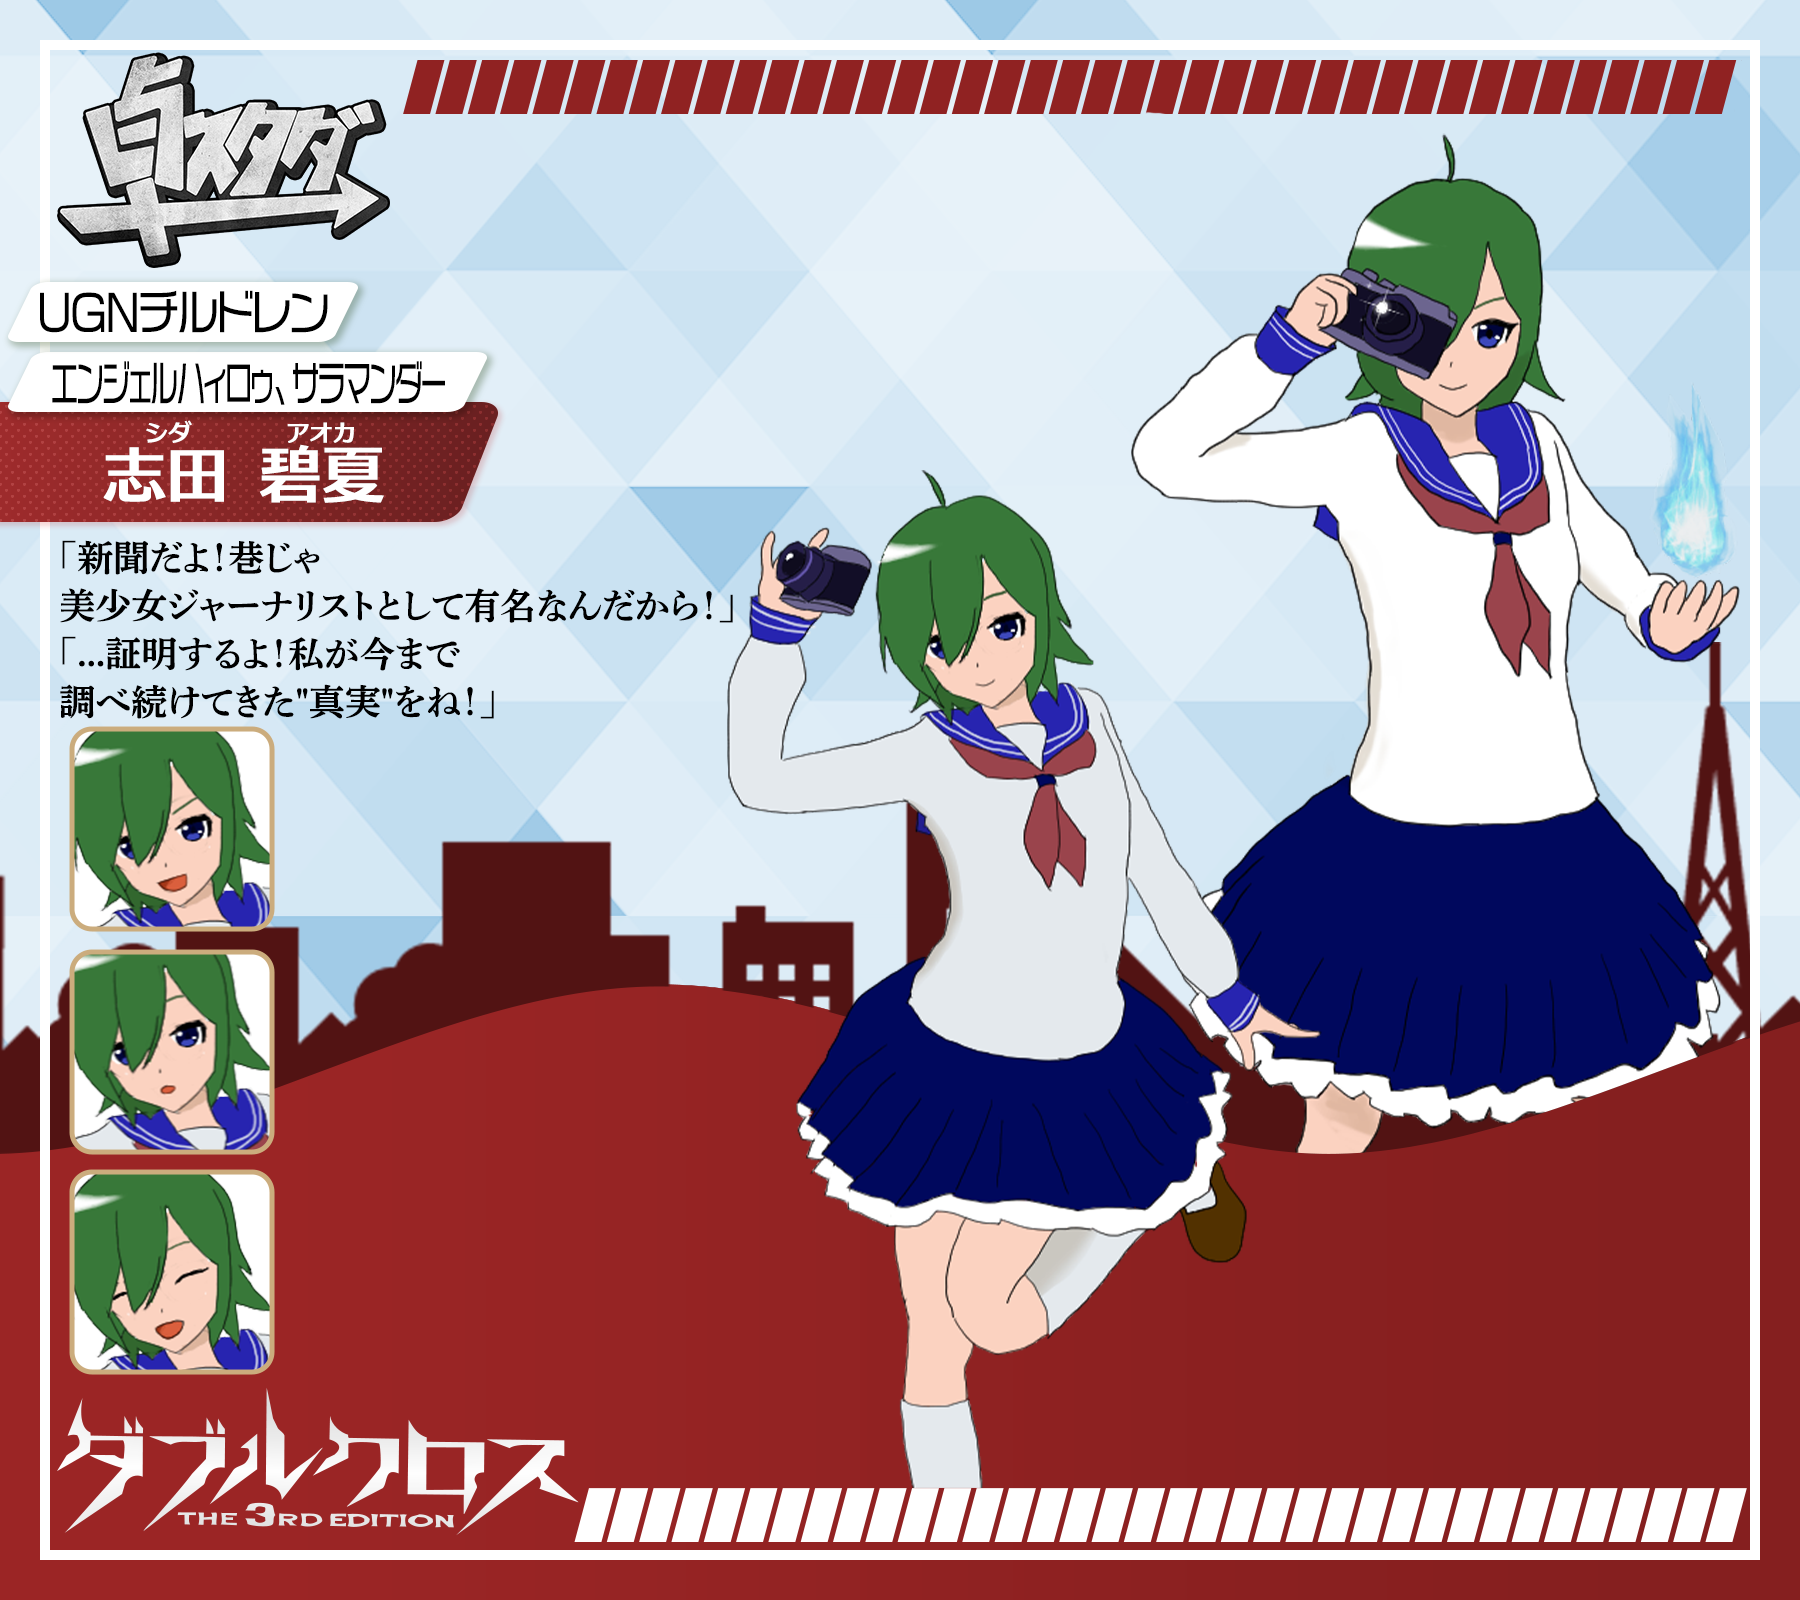 卓スタダ
UGNチルドレン
エンジェルハィロゥ、サラマンダー
シダ アオカ
志田 碧夏
「新聞だよ!巷じゃ
美少女ジャーナリストとして有名なんだから!」
「...証明するよ!私が今まで
調べ続けてきた"真実"をね!」
ダブルクロス
THE 3RD EDITION